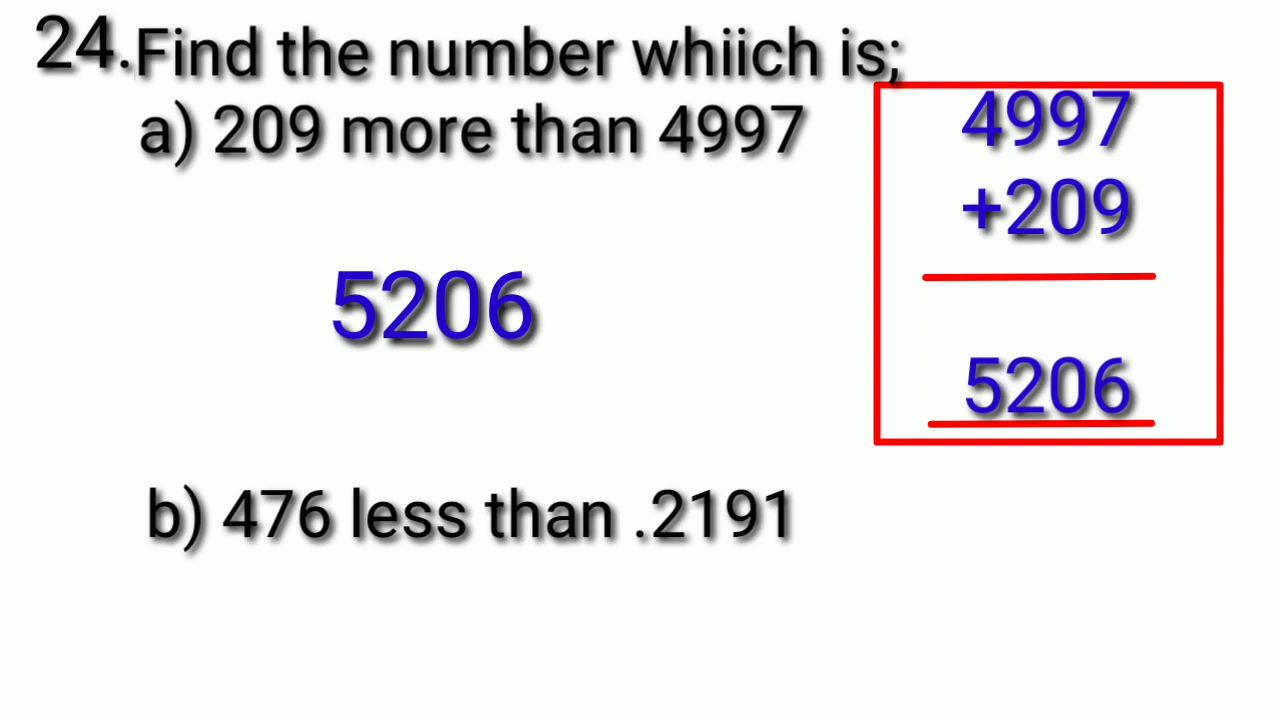 24.Find the number whiich is;
a) 209 more than 4997
4997
+209
5206
5206
b) 476 less than .2191